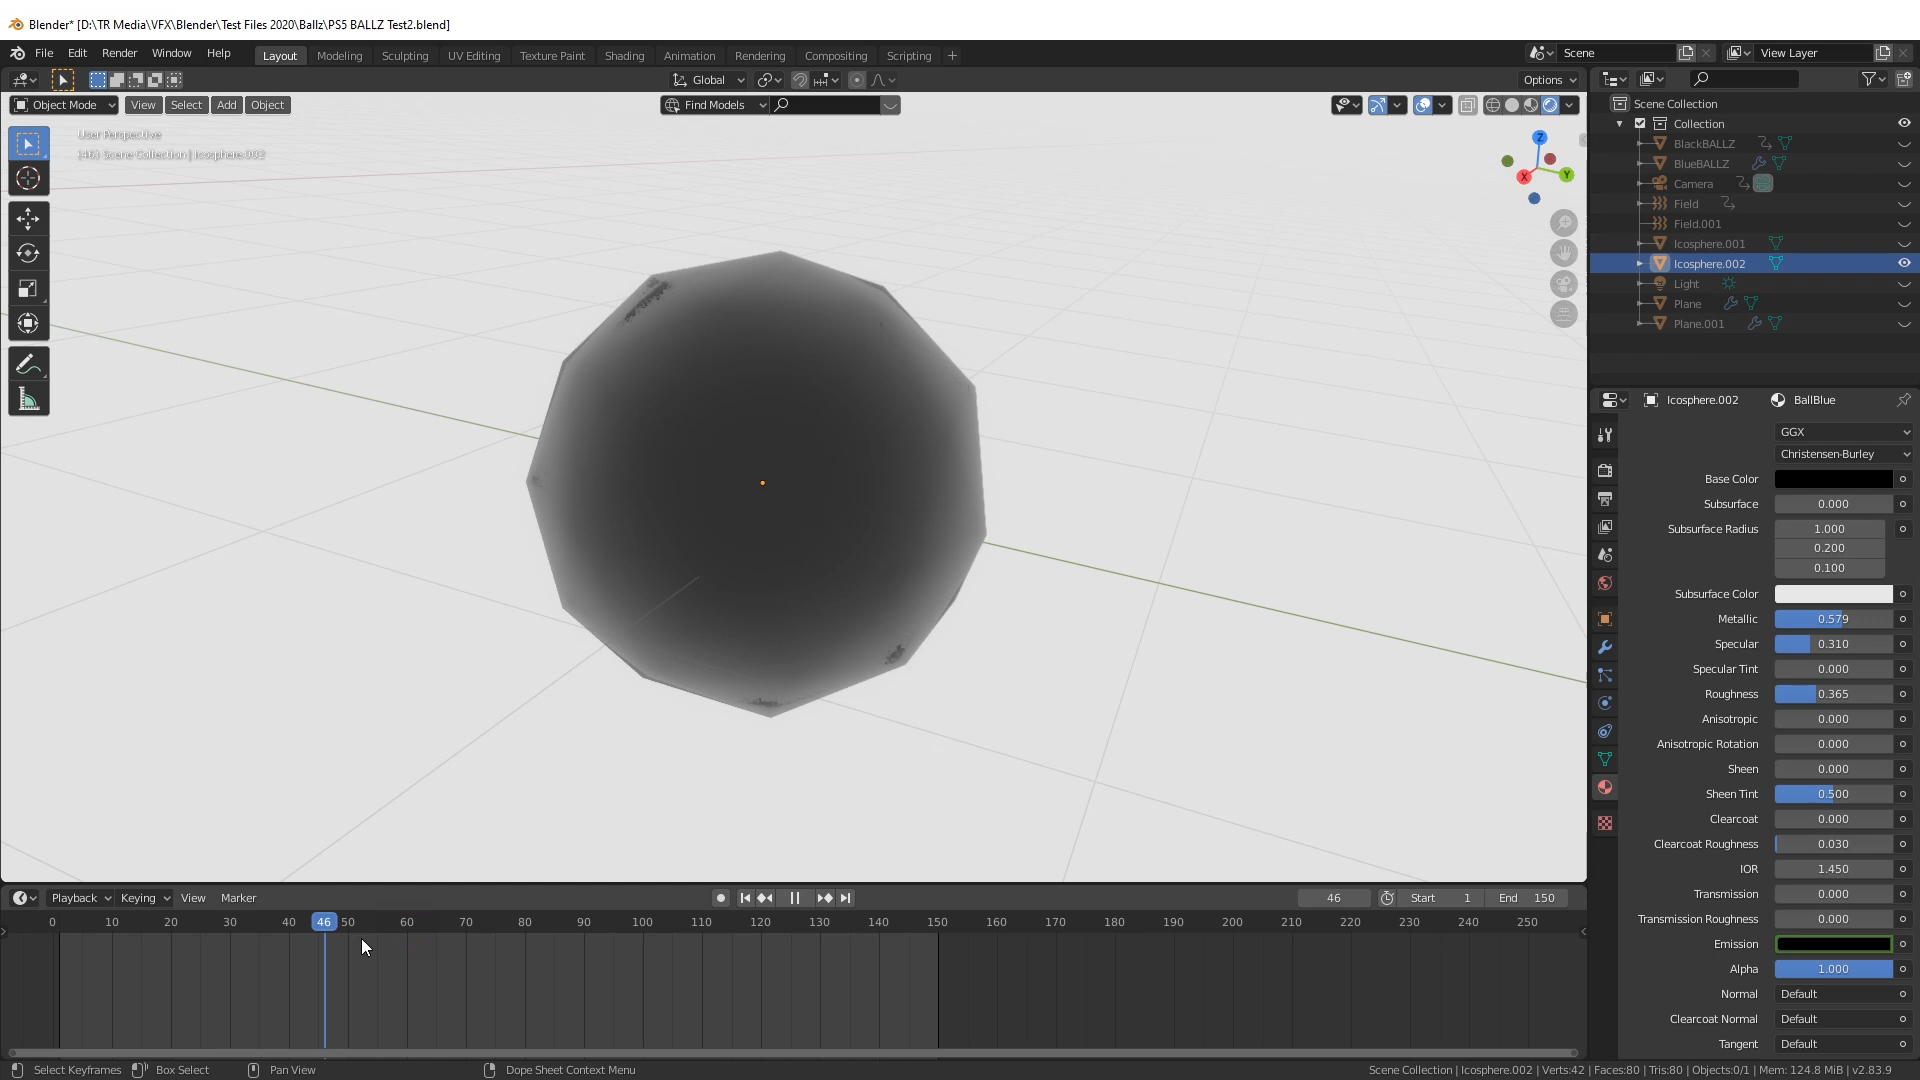 Blender* [D:\TR Media\VFX\Blender\Test Files 2020\Ballz\PS5 BALLZ Test2.blend]
File Edit Render Window Help Layout Modeling Sculpting UV Editing Texture Paint Shading Animation Rendering Compositing Scripting + Scene View Layer
Global Options
Object Mode View Select Add Object Find Models
User Perspective
(46) Scene Collection | Icosphere.002
Z
X
Y
Scene Collection
Collection
BlackBALLZ
BlueBALLZ
Camera
Field
Field.001
Icosphere.001
Icosphere.002
Light
Plane
Plane.001
Icosphere.002 BallBlue
GGX
Christensen-Burley
Base Color
Subsurface 0.000
Subsurface Radius 1.000
0.200
0.100
Subsurface Color
Metallic 0.579
Specular 0.310
Specular Tint 0.000
Roughness 0.365
Anisotropic 0.000
Anisotropic Rotation 0.000
Sheen 0.000
Sheen Tint 0.500
Clearcoat 0.000
Clearcoat Roughness 0.030
IOR 1.450
Transmission 0.000
Transmission Roughness 0.000
Emission
Alpha 1.000
Normal Default
Clearcoat Normal Default
Tangent Default
Playback Keying View Marker 46 Start 1 End 150
0 10 20 30 40 46 50 60 70 80 90 100 110 120 130 140 150 160 170 180 190 200 210 220 230 240 250
Select Keyframes Box Select Pan View Dope Sheet Context Menu Scene Collection | Icosphere.002 | Verts:42 | Faces:80 | Tris:80 | Objects:0/1 | Mem: 124.8 MiB | v2.83.9